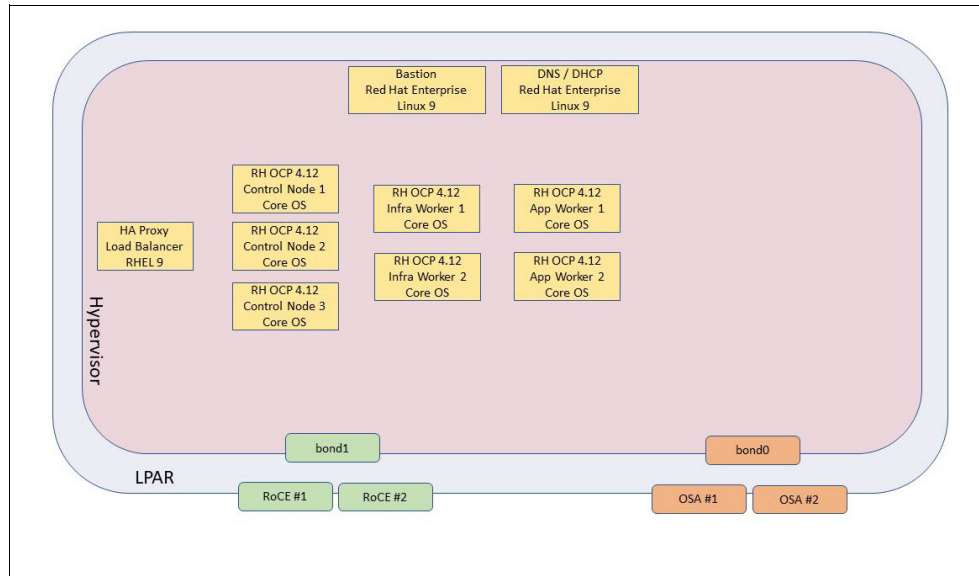 Bastion
Red Hat Enterprise
Linux 9
DNS / DHCP
Red Hat Enterprise
Linux 9
RH OCP 4.12
Control Node 1
Core OS
RH OCP 4.12
Infra Worker 1
Core OS
RH OCP 4.12
App Worker 1
Core OS
HA Proxy
Load Balancer
RHEL 9
RH OCP 4.12
Control Node 2
Core OS
RH OCP 4.12
Infra Worker 2
Core OS
RH OCP 4.12
App Worker 2
Core OS
RH OCP 4.12
Control Node 3
Core OS
Hypervisor
bond1
bond0
LPAR
RoCE #1
RoCE #2
OSA #1
OSA #2